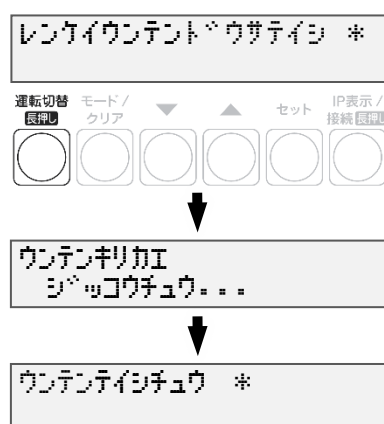 レンケイウンテンドウサテイシ *
運転切替
長押し
モード/
クリア
▼
▲
セット
IP表示/
接続 長押し
ウンテンキリカエ
ジッコウチュウ...
ウンテンテイシチュウ *